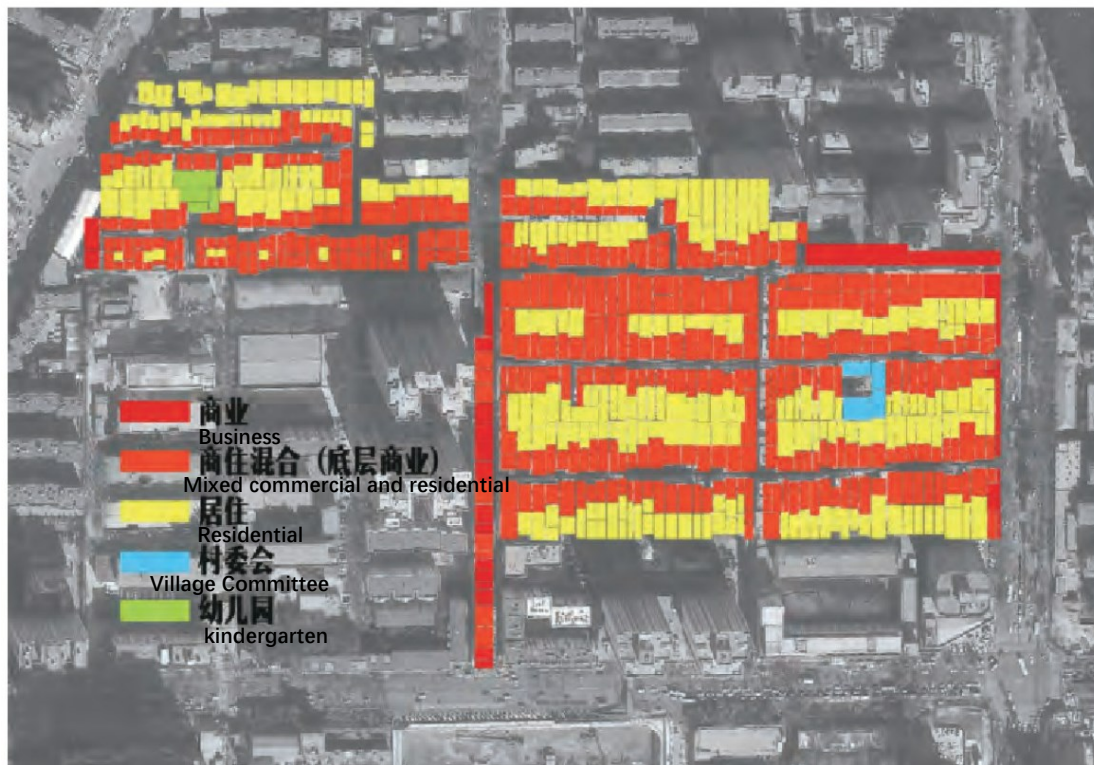 商业
Business
商住混合（底层商业）
Mixed commercial and residential
居住
Residential
村委会
Village Committee
幼儿园
kindergarten